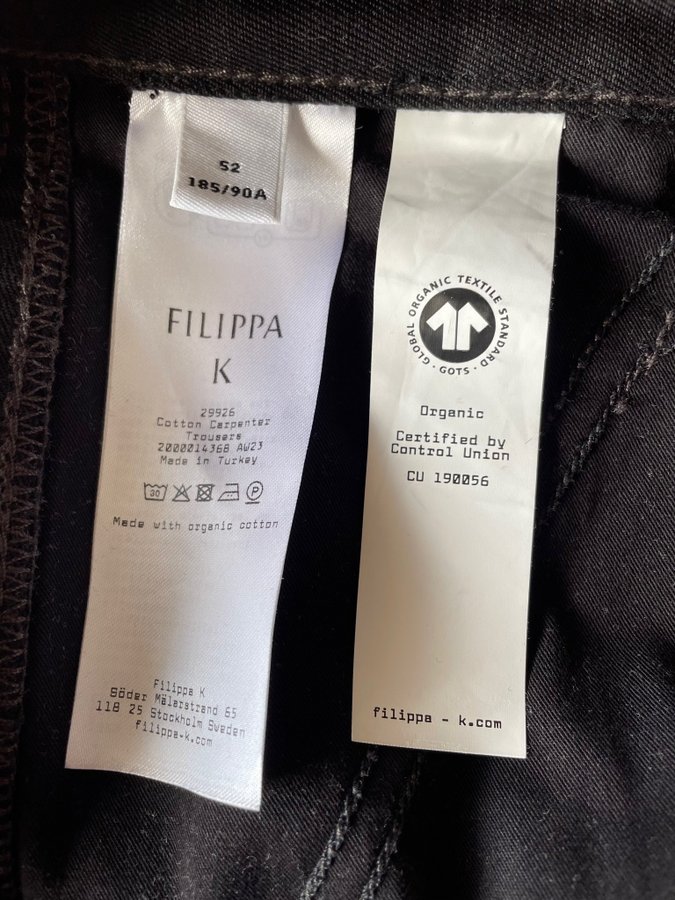 52
185/90A
FILIPPA
K
29926
Cotton Carpenter
Trousers
2000014368 AW23
Made in Turkey
30
P
Made with organic cotton
Filippa K
Söder Mälarstrand 65
118 25 Stockholm Sweden
filippa-k.com
GLOBAL ORGANIC TEXTILE STANDARD · GOTS ·
Organic
Certified by
Control Union
CU 190056
filippa - k.com